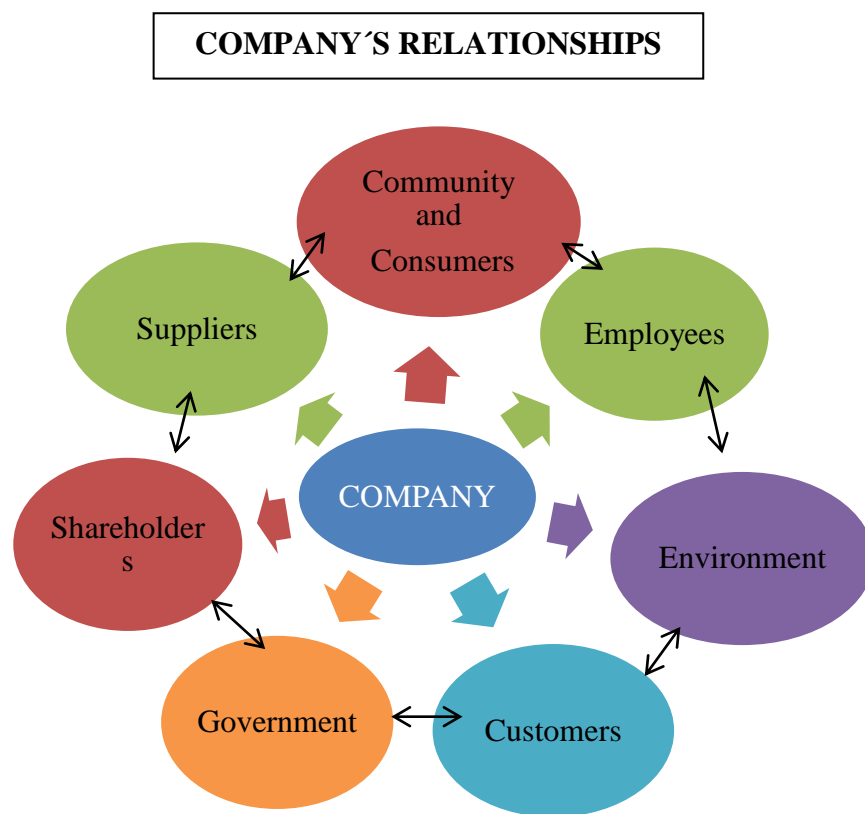 COMPANY´S RELATIONSHIPS
Community
and
Consumers
Suppliers
Employees
COMPANY
Shareholder
s
Environment
Government
Customers